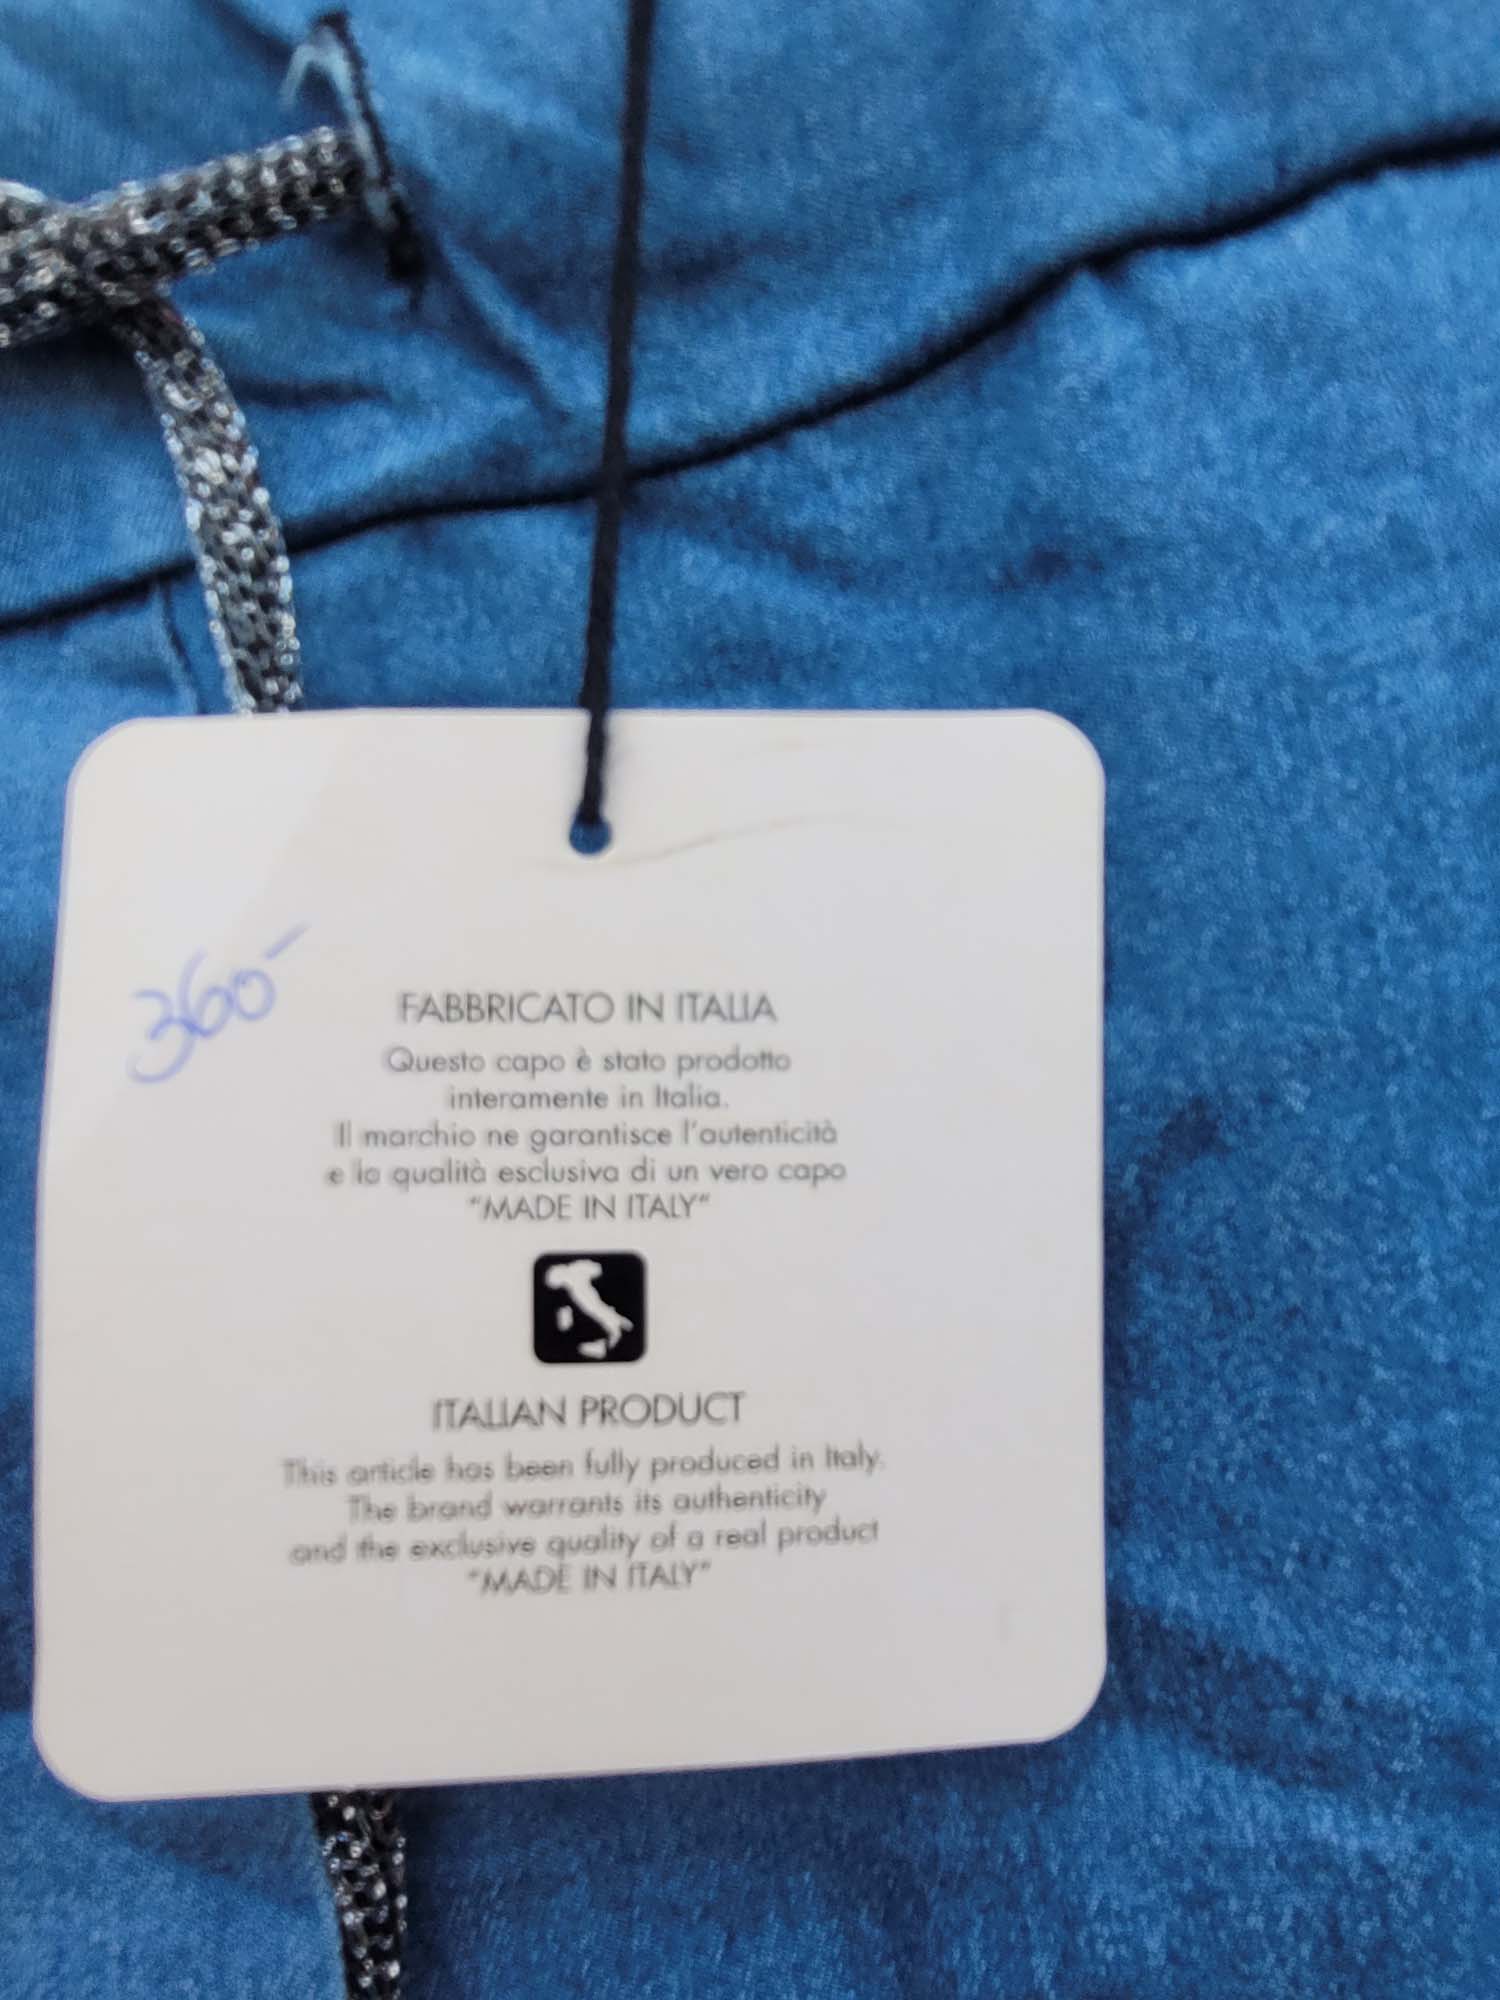 360-
FABBRICATO IN ITALIA
Questo capo è stato prodotto
interamente in Italia.
Il marchio ne garantisce l'autenticità
e la qualità esclusiva di un vero capo
"MADE IN ITALY"
ITALIAN PRODUCT
This article has been fully produced in Italy.
The brand warrants its authenticity
and the exclusive quality of a real product
"MADE IN ITALY"